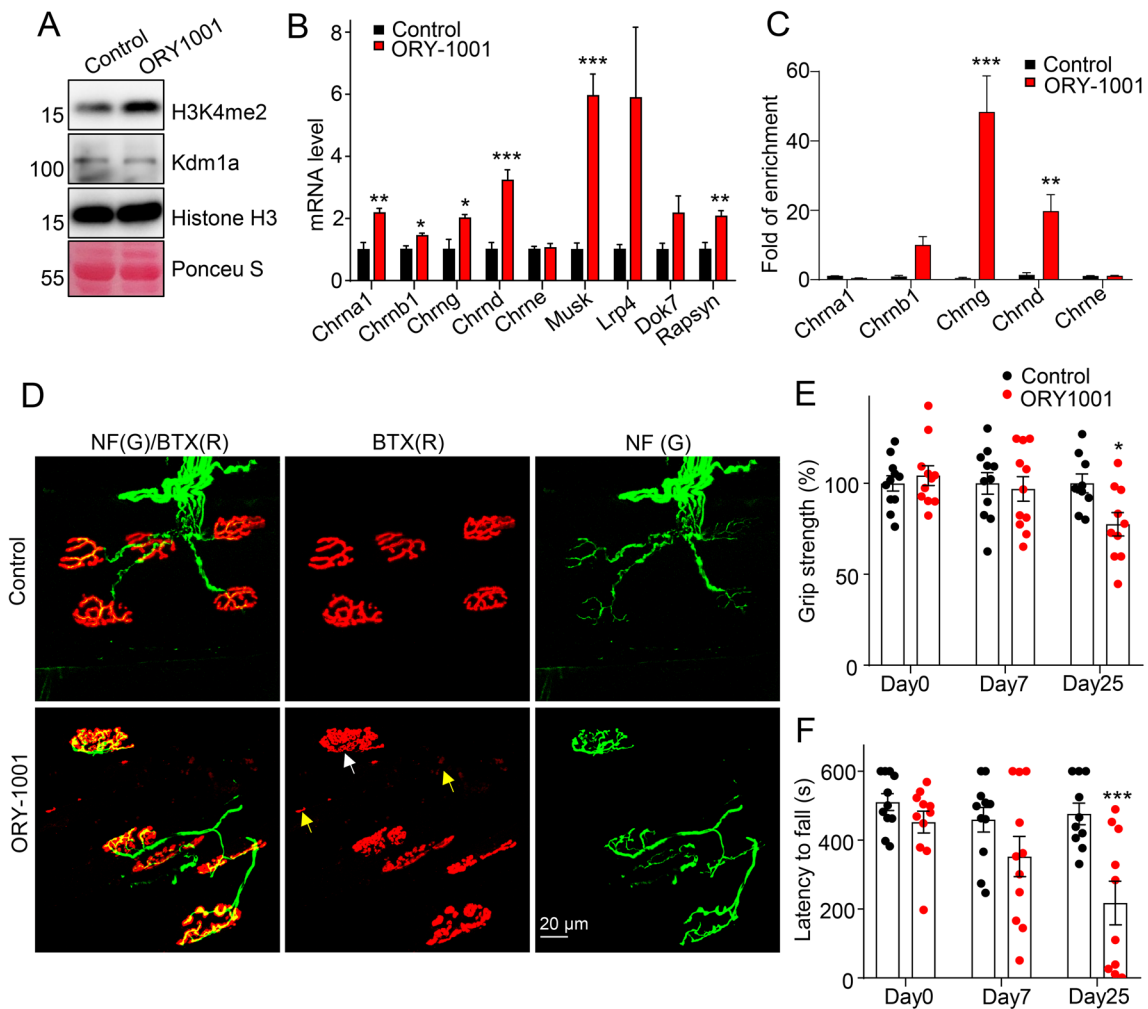 A
Control
ORY1001
15
H3K4me2
100
Kdm1a
15
Histone H3
55
Ponceu S
B
Control
ORY-1001
mRNA level
8
6
4
2
0
**
*
*
***
***
**
Chrna1
Chrnb1
Chrng
Chrnd
Chrne
Musk
Lrp4
Dok7
Rapsyn
C
Control
ORY-1001
Fold of enrichment
60
40
20
0
***
**
Chrna1
Chrnb1
Chrng
Chrnd
Chrne
D
NF(G)/BTX(R)
BTX(R)
NF (G)
Control
ORY-1001
20 µm
E
Control
ORY1001
Grip strength (%)
100
50
0
*
Day0
Day7
Day25
F
Latency to fall (s)
600
400
200
0
***
Day0
Day7
Day25